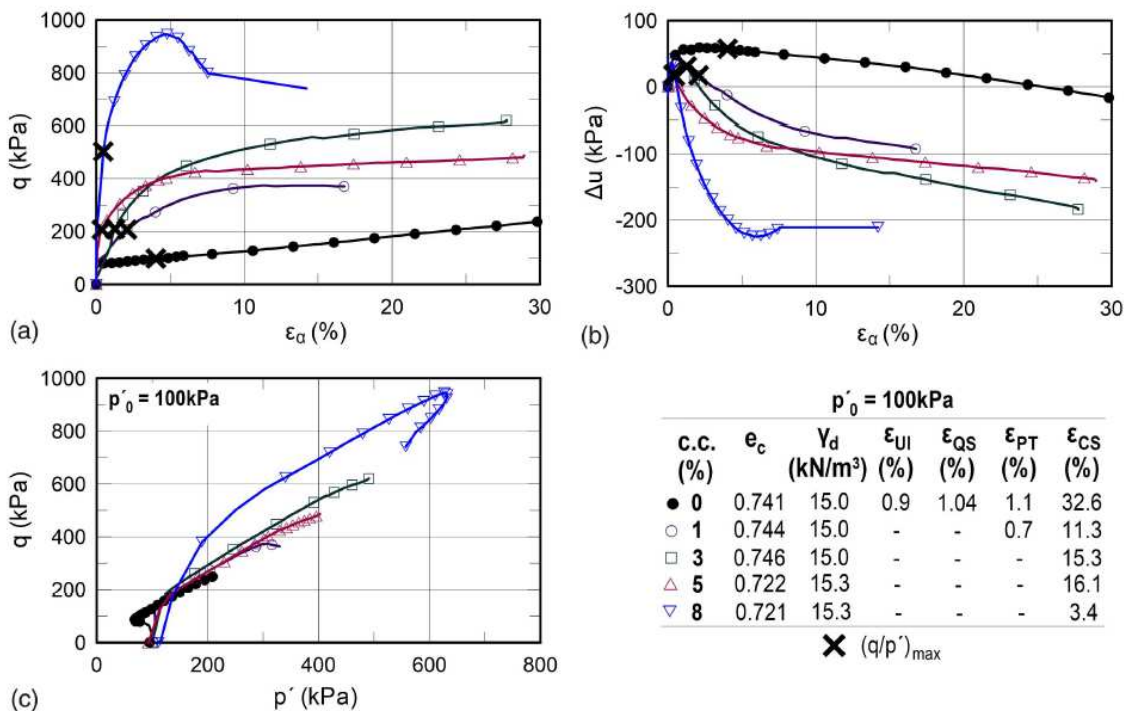 1000
800
600
400
200
0
q (kPa)
0 10 20 30
εα (%)
(a)
100
0
-100
-200
-300
Δu (kPa)
0 10 20 30
εα (%)
(b)
1000
800
600
400
200
0
q (kPa)
p´0 = 100kPa
0 200 400 600 800
p´ (kPa)
(c)
p´0 = 100kPa
c.c. ec γd εUI εQS εPT εCS
(%) (kN/m³) (%) (%) (%) (%)
0 0.741 15.0 0.9 1.04 1.1 32.6
1 0.744 15.0 - - 0.7 11.3
3 0.746 15.0 - - - 15.3
5 0.722 15.3 - - - 16.1
8 0.721 15.3 - - - 3.4
(q/p´)max